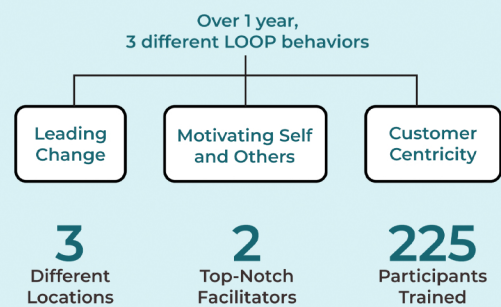 Over 1 year,
3 different LOOP behaviors
Leading
Change
Motivating Self
and Others
Customer
Centricity
3
Different
Locations
2
Top-Notch
Facilitators
225
Participants
Trained